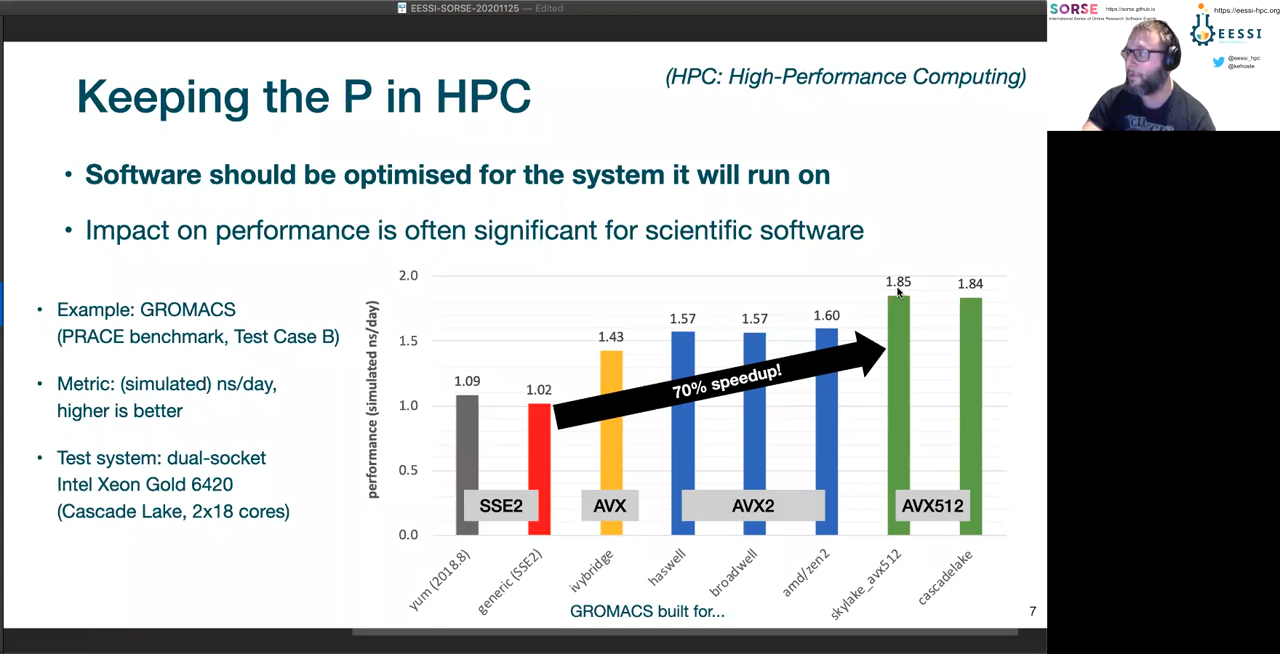 EESSI-SORSE-20201125 — Edited
SORSE
https://sorse.github.io
International Series of Online Research Software Events
https://eessi-hpc.org
EESSI
@eessi_hpc
@kehoste
Keeping the P in HPC
(HPC: High-Performance Computing)
• Software should be optimised for the system it will run on
• Impact on performance is often significant for scientific software
• Example: GROMACS
(PRACE benchmark, Test Case B)
• Metric: (simulated) ns/day,
higher is better
• Test system: dual-socket
Intel Xeon Gold 6420
(Cascade Lake, 2x18 cores)
performance (simulated ns/day)
2.0
1.5
1.0
0.5
0.0
1.09
1.02
1.43
1.57
1.57
1.60
1.85
1.84
70% speedup!
SSE2
AVX
AVX2
AVX512
yum (2018.8)
generic (SSE2)
ivybridge
haswell
broadwell
amd/zen2
skylake_avx512
cascadelake
GROMACS built for...
7